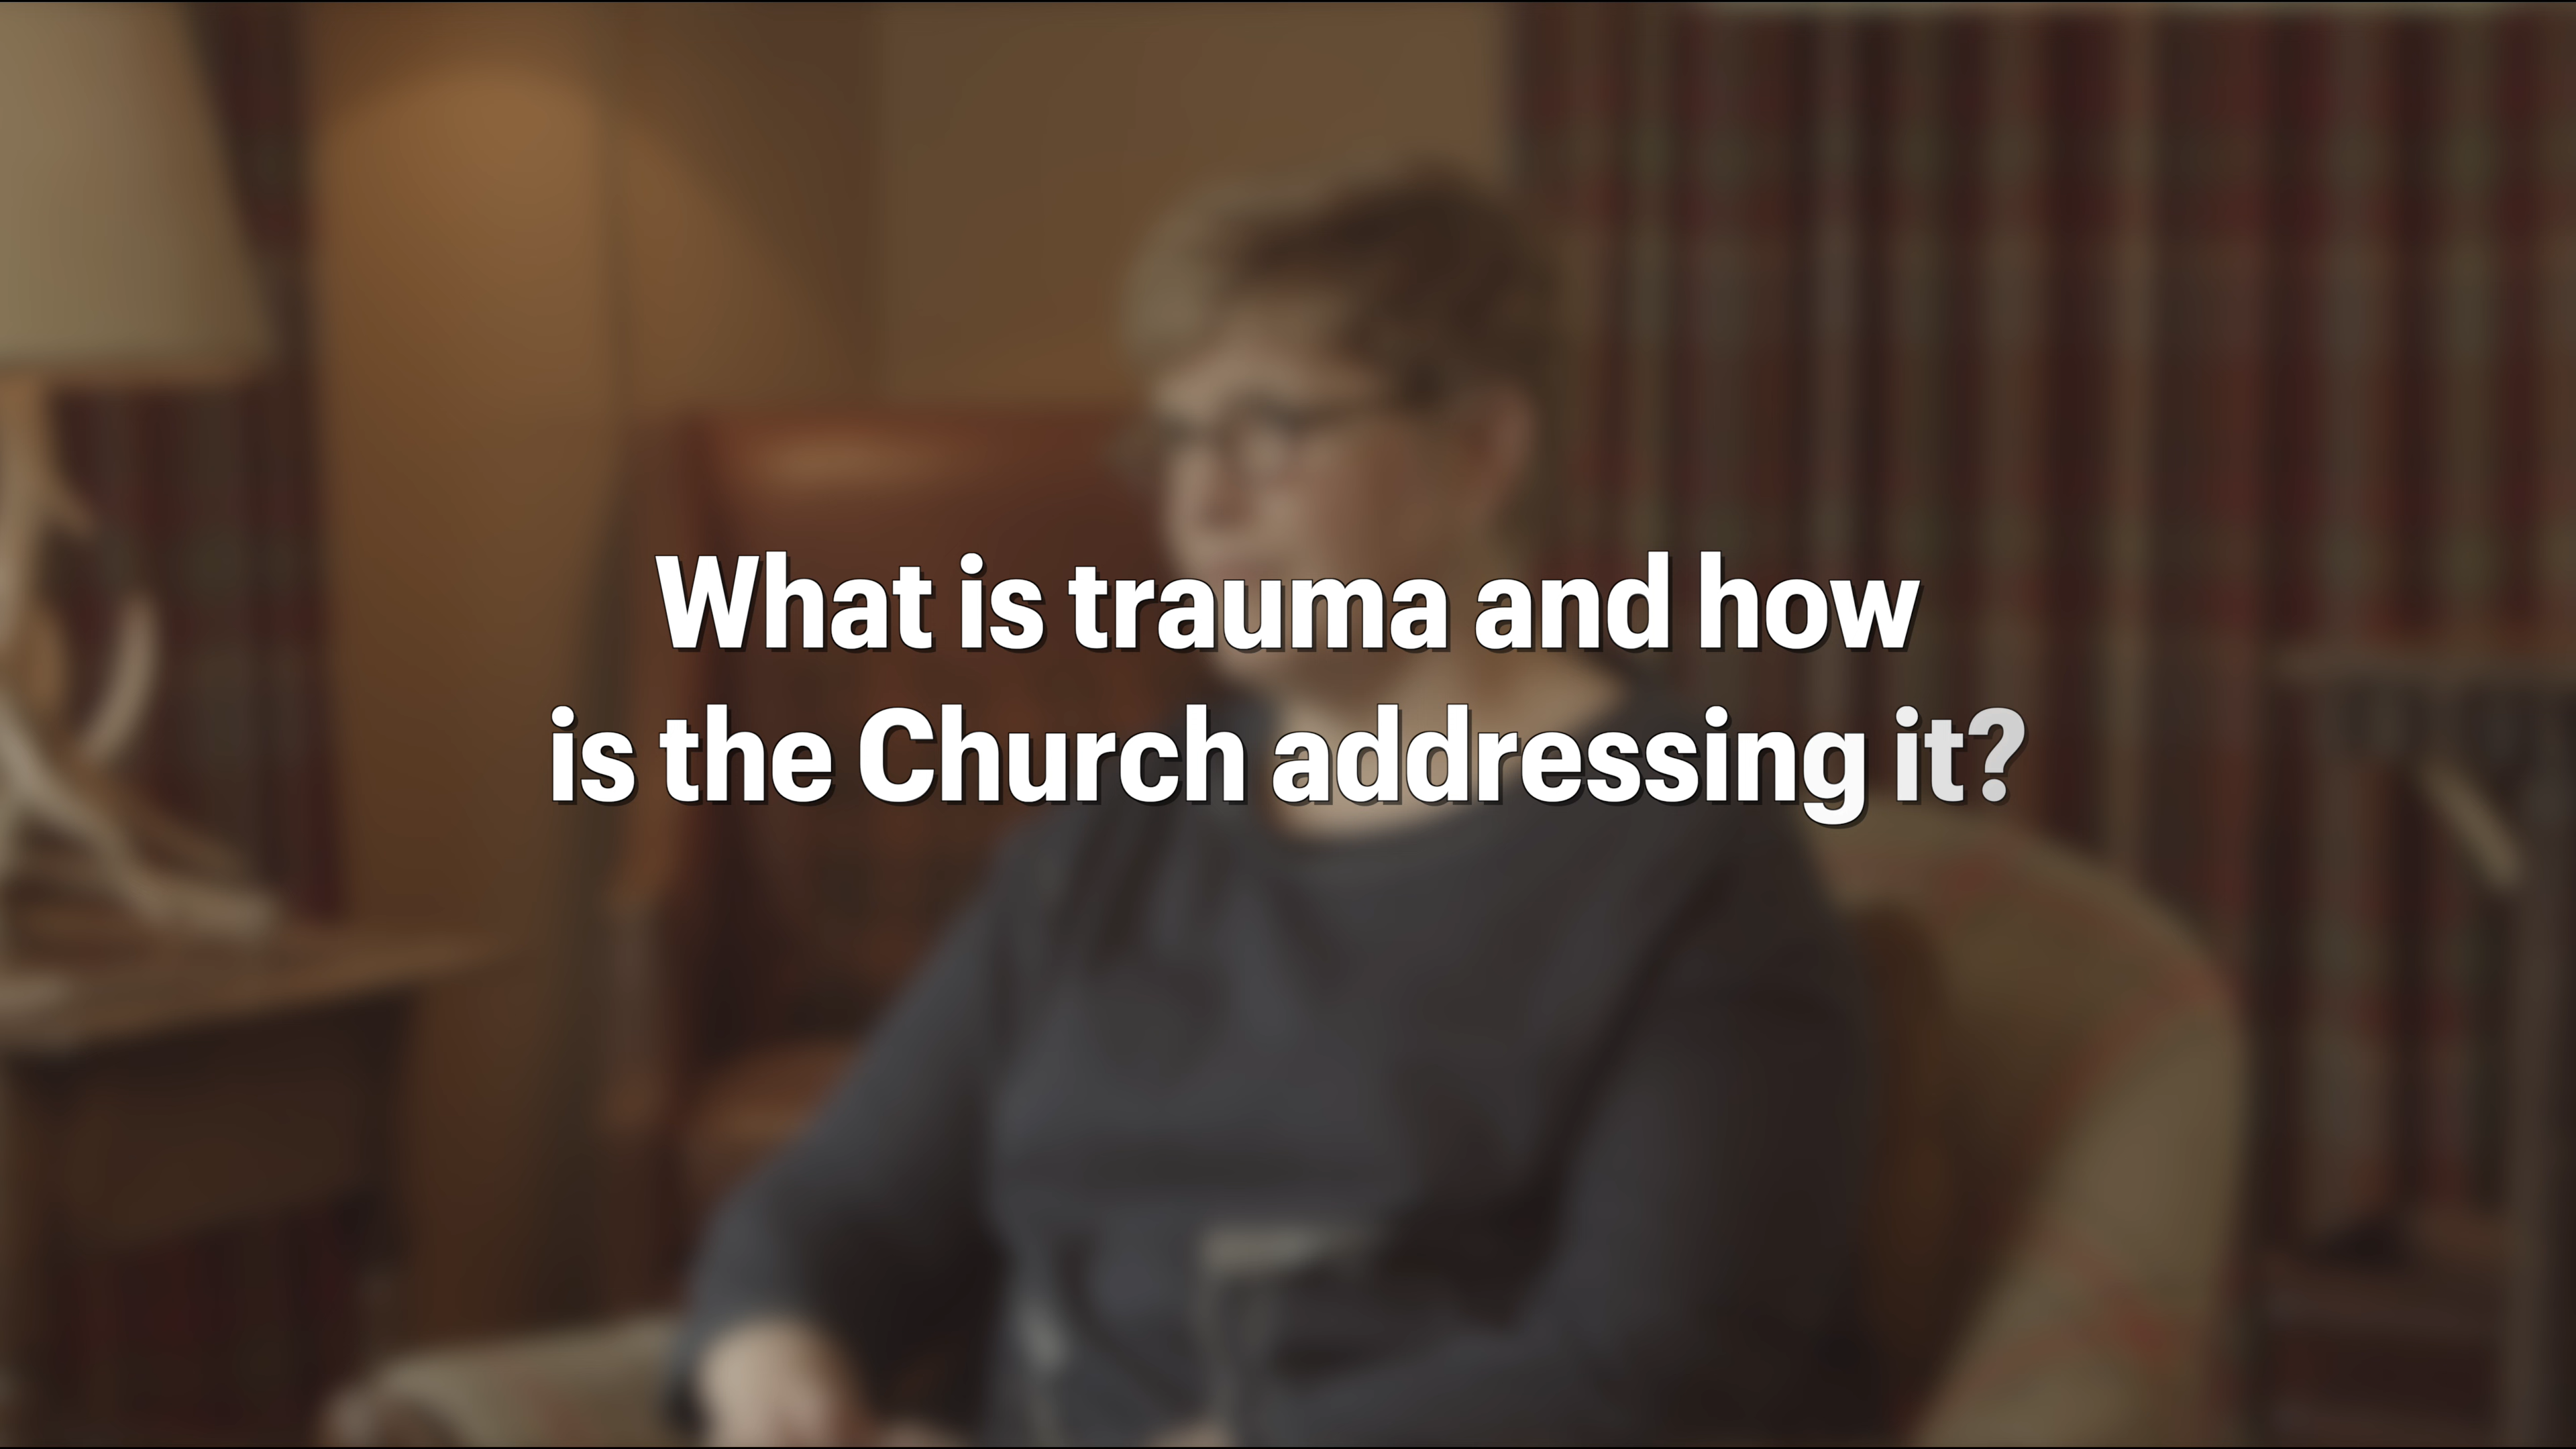 What is trauma and how
is the Church addressing it?